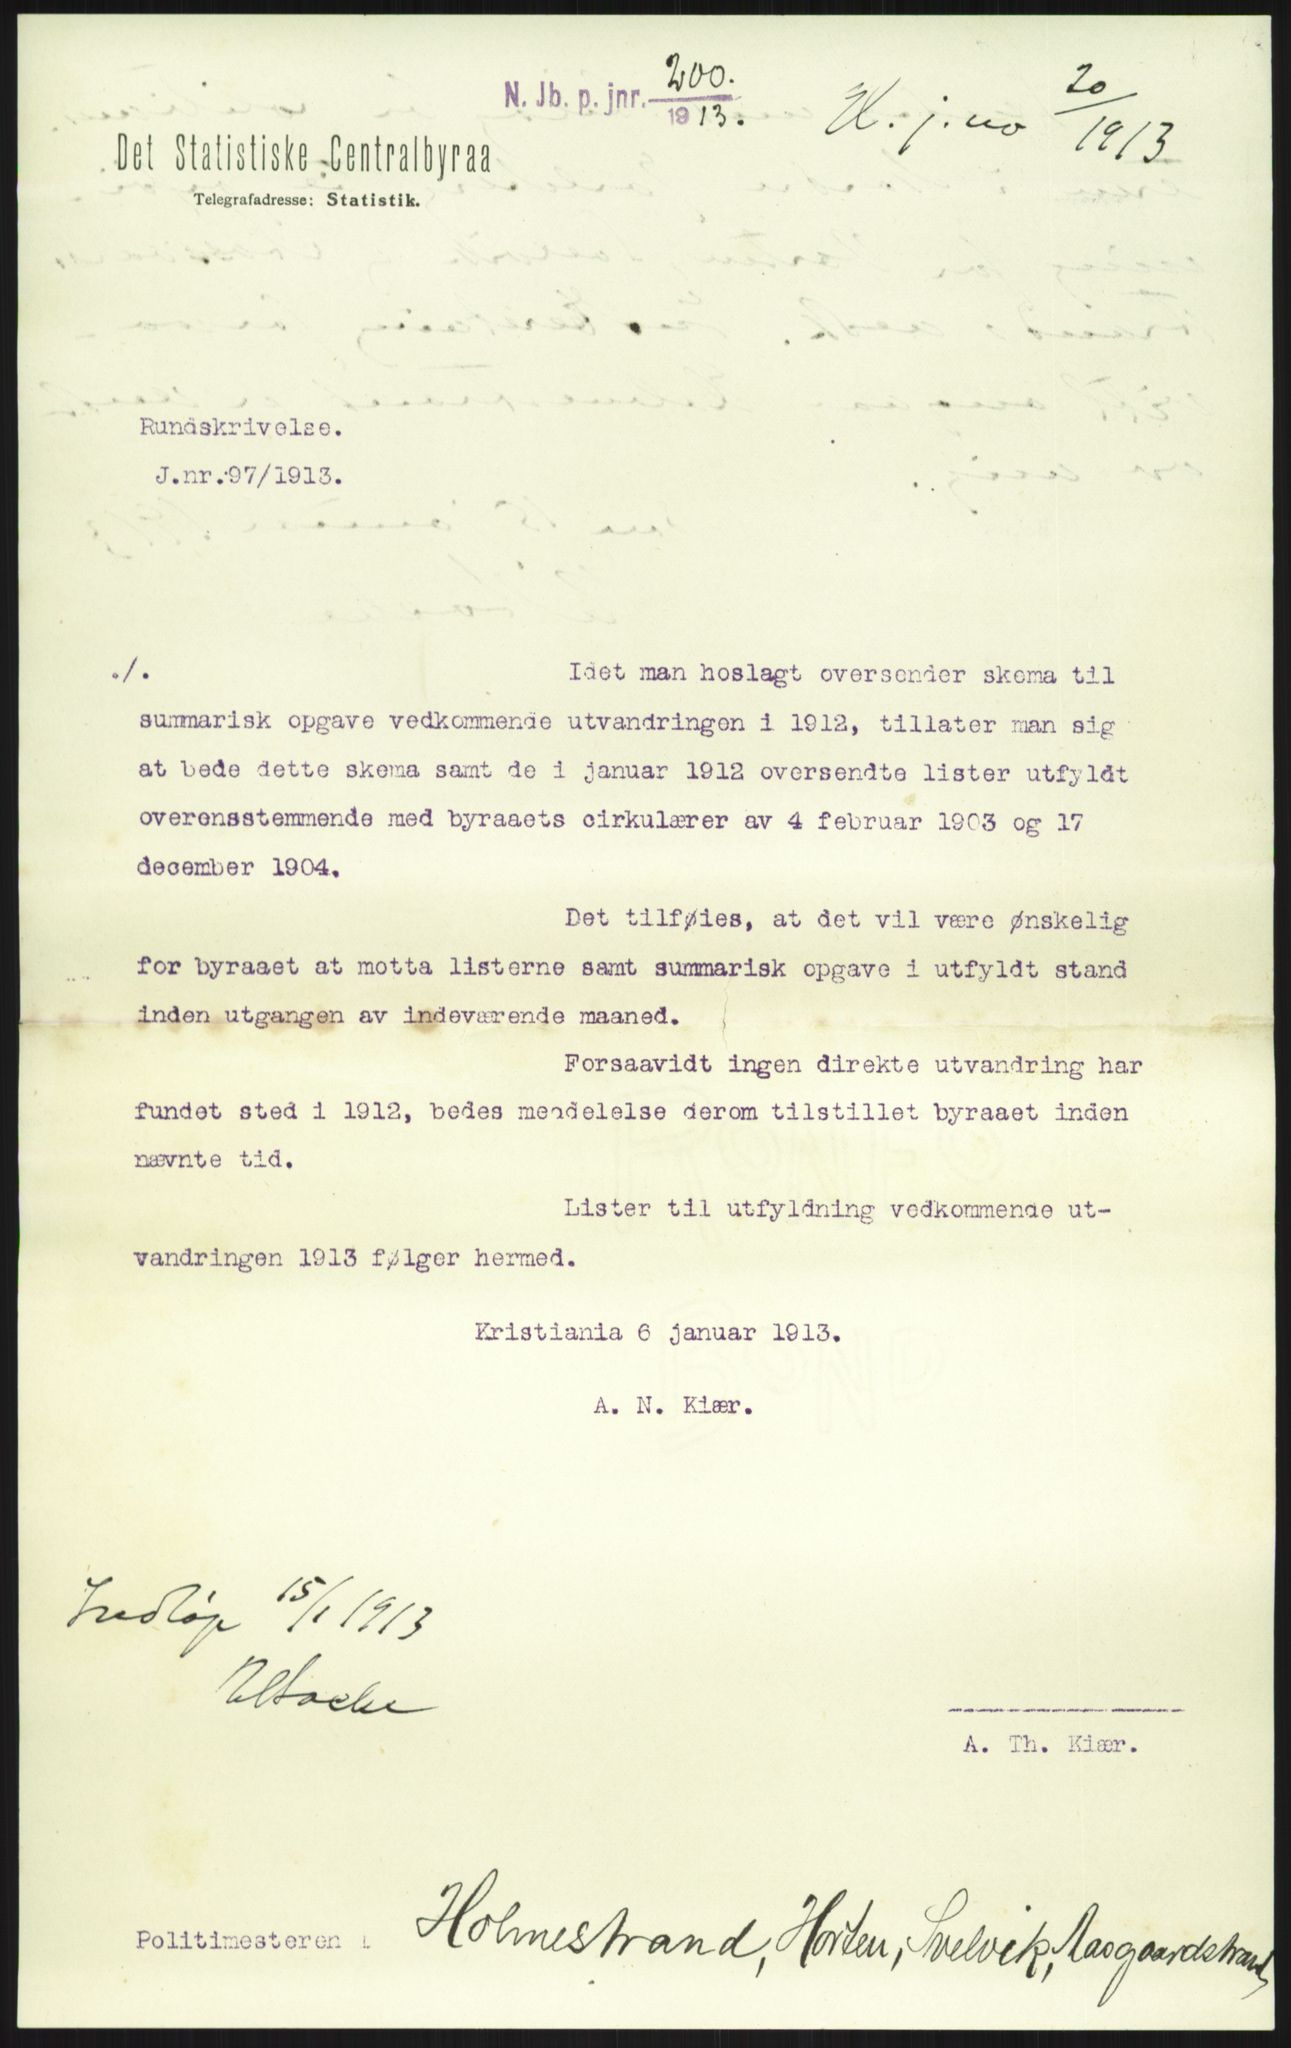 N. Jb. p. jnr. 200.
1913.
H. j. no 20/1913
Det Statistiske Centralbyraa
Telegrafadresse: Statistik.
Rundskrivelse.
J.nr.97/1913.
./.
Idet man hoslagt oversender skema til
summarisk opgave vedkommende utvandringen i 1912, tillater man sig
at bede dette skema samt de i januar 1912 oversendte lister utfyldt
overensstemmende med byraaets cirkulærer av 4 februar 1903 og 17
december 1904.
Det tilføies, at det vil være ønskelig
for byraaet at motta listerne samt summarisk opgave i utfyldt stand
inden utgangen av indeværende maaned.
Forsaavidt ingen direkte utvandring har
fundet sted i 1912, bedes meddelelse derom tilstillet byraaet inden
nævnte tid.
Lister til utfyldning vedkommende ut-
vandringen 1913 følger hermed.
Kristiania 6 januar 1913.
A. N. Kiær.
15/1 1913
A. Th. Kiær.
Politimesteren i Holmestrand, Horten, Svelvik, Aasgaardstrand